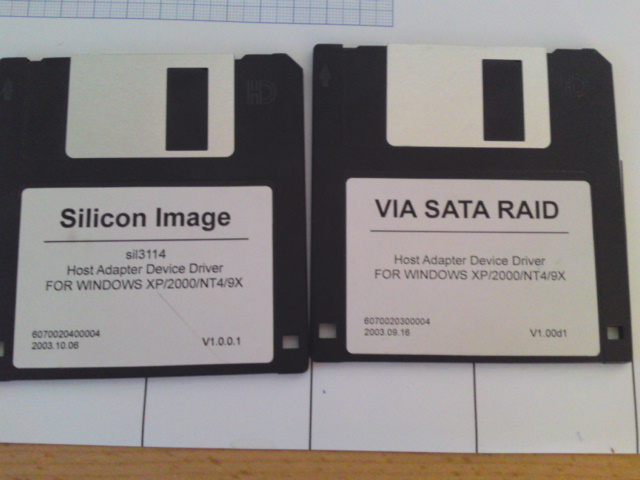 HD
Silicon Image
sil3114
Host Adapter Device Driver
FOR WINDOWS XP/2000/NT4/9X
6070020400004
2003.10.06
V1.0.0.1
HD
VIA SATA RAID
Host Adapter Device Driver
FOR WINDOWS XP/2000/NT4/9X
6070020300004
2003.09.16
V1.00d1